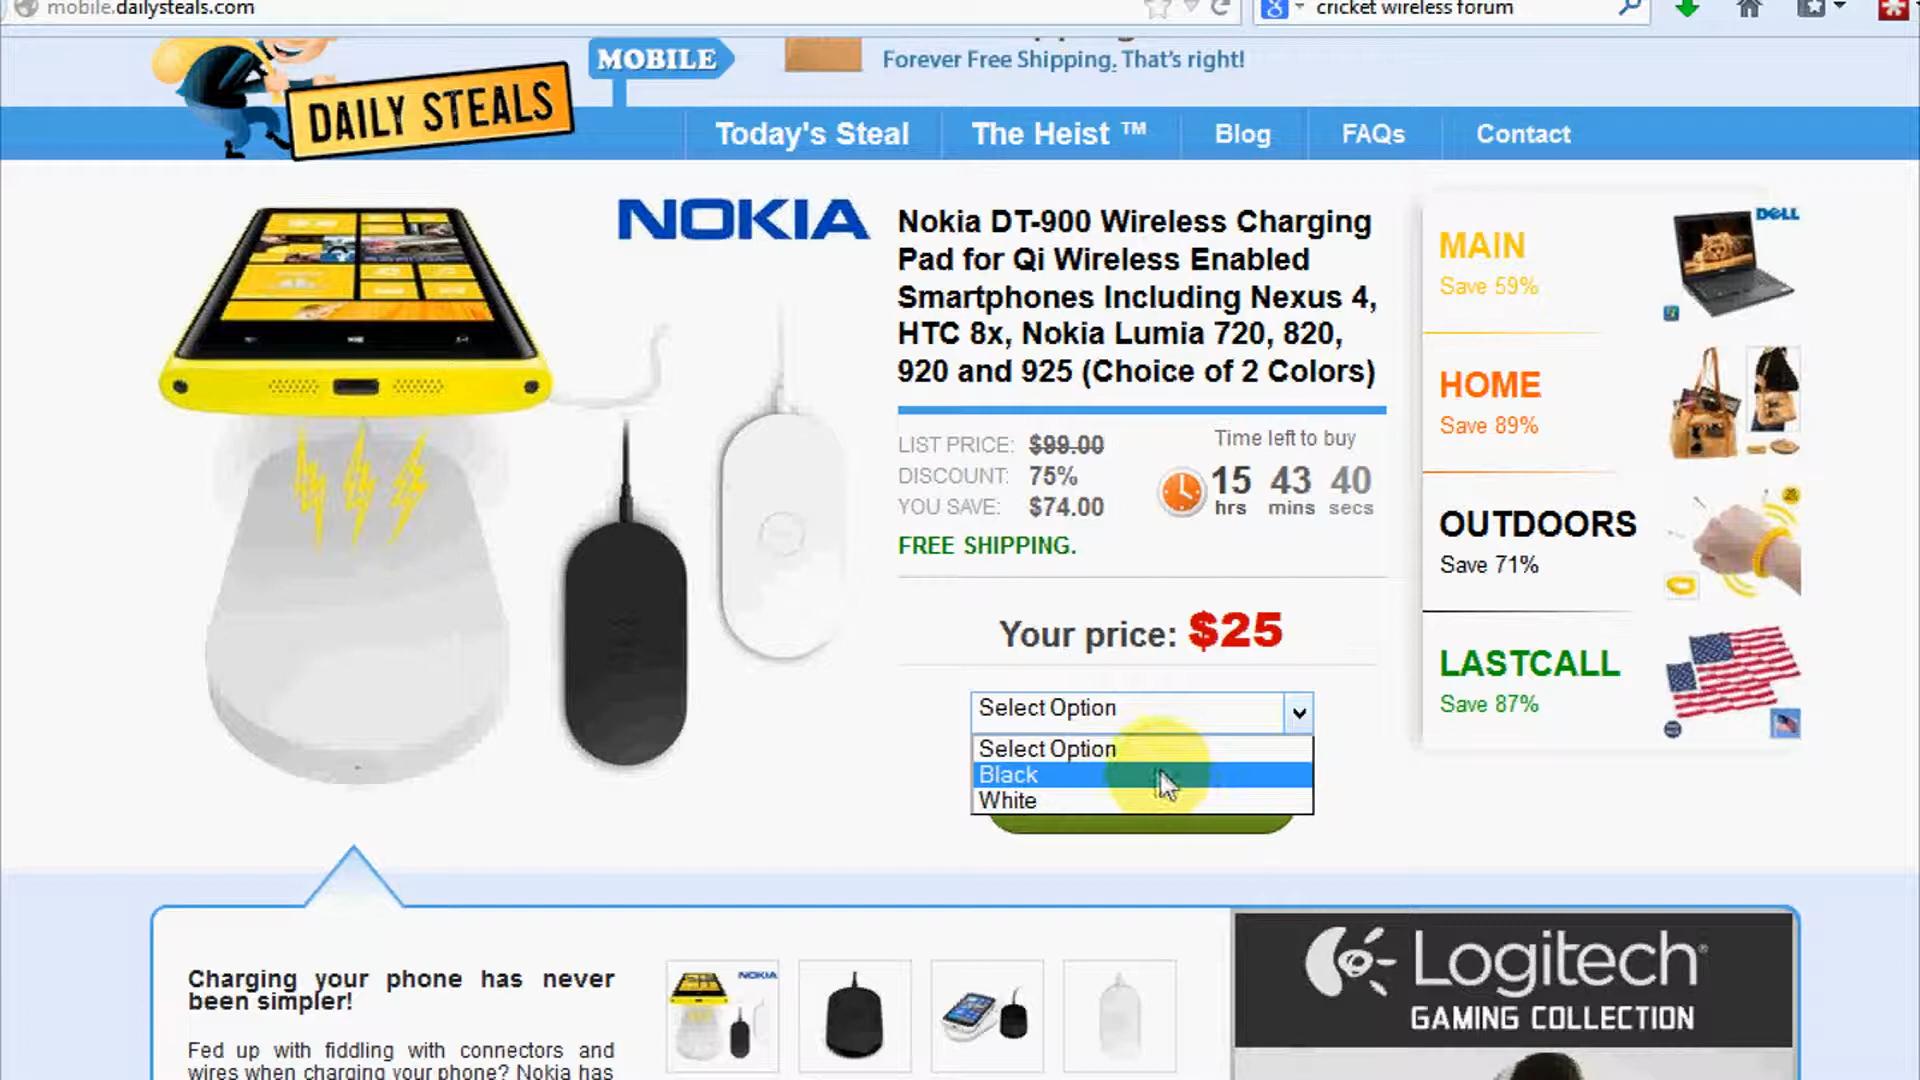 mobile.dailysteals.com
cricket wireless forum
MOBILE
Forever Free Shipping. That's right!
DAILY STEALS
Today's Steal
The Heist ™
Blog
FAQs
Contact
NOKIA
Nokia DT-900 Wireless Charging
Pad for Qi Wireless Enabled
Smartphones Including Nexus 4,
HTC 8x, Nokia Lumia 720, 820,
920 and 925 (Choice of 2 Colors)
LIST PRICE: $99.00
DISCOUNT: 75%
YOU SAVE: $74.00
FREE SHIPPING.
Time left to buy
15 43 40
hrs mins secs
Your price: $25
Select Option
Select Option
Black
White
MAIN
Save 59%
DELL
HOME
Save 89%
OUTDOORS
Save 71%
LASTCALL
Save 87%
Charging your phone has never
been simpler!
Fed up with fiddling with connectors and
wires when charging your phone? Nokia has
NOKIA
Logitech
GAMING COLLECTION